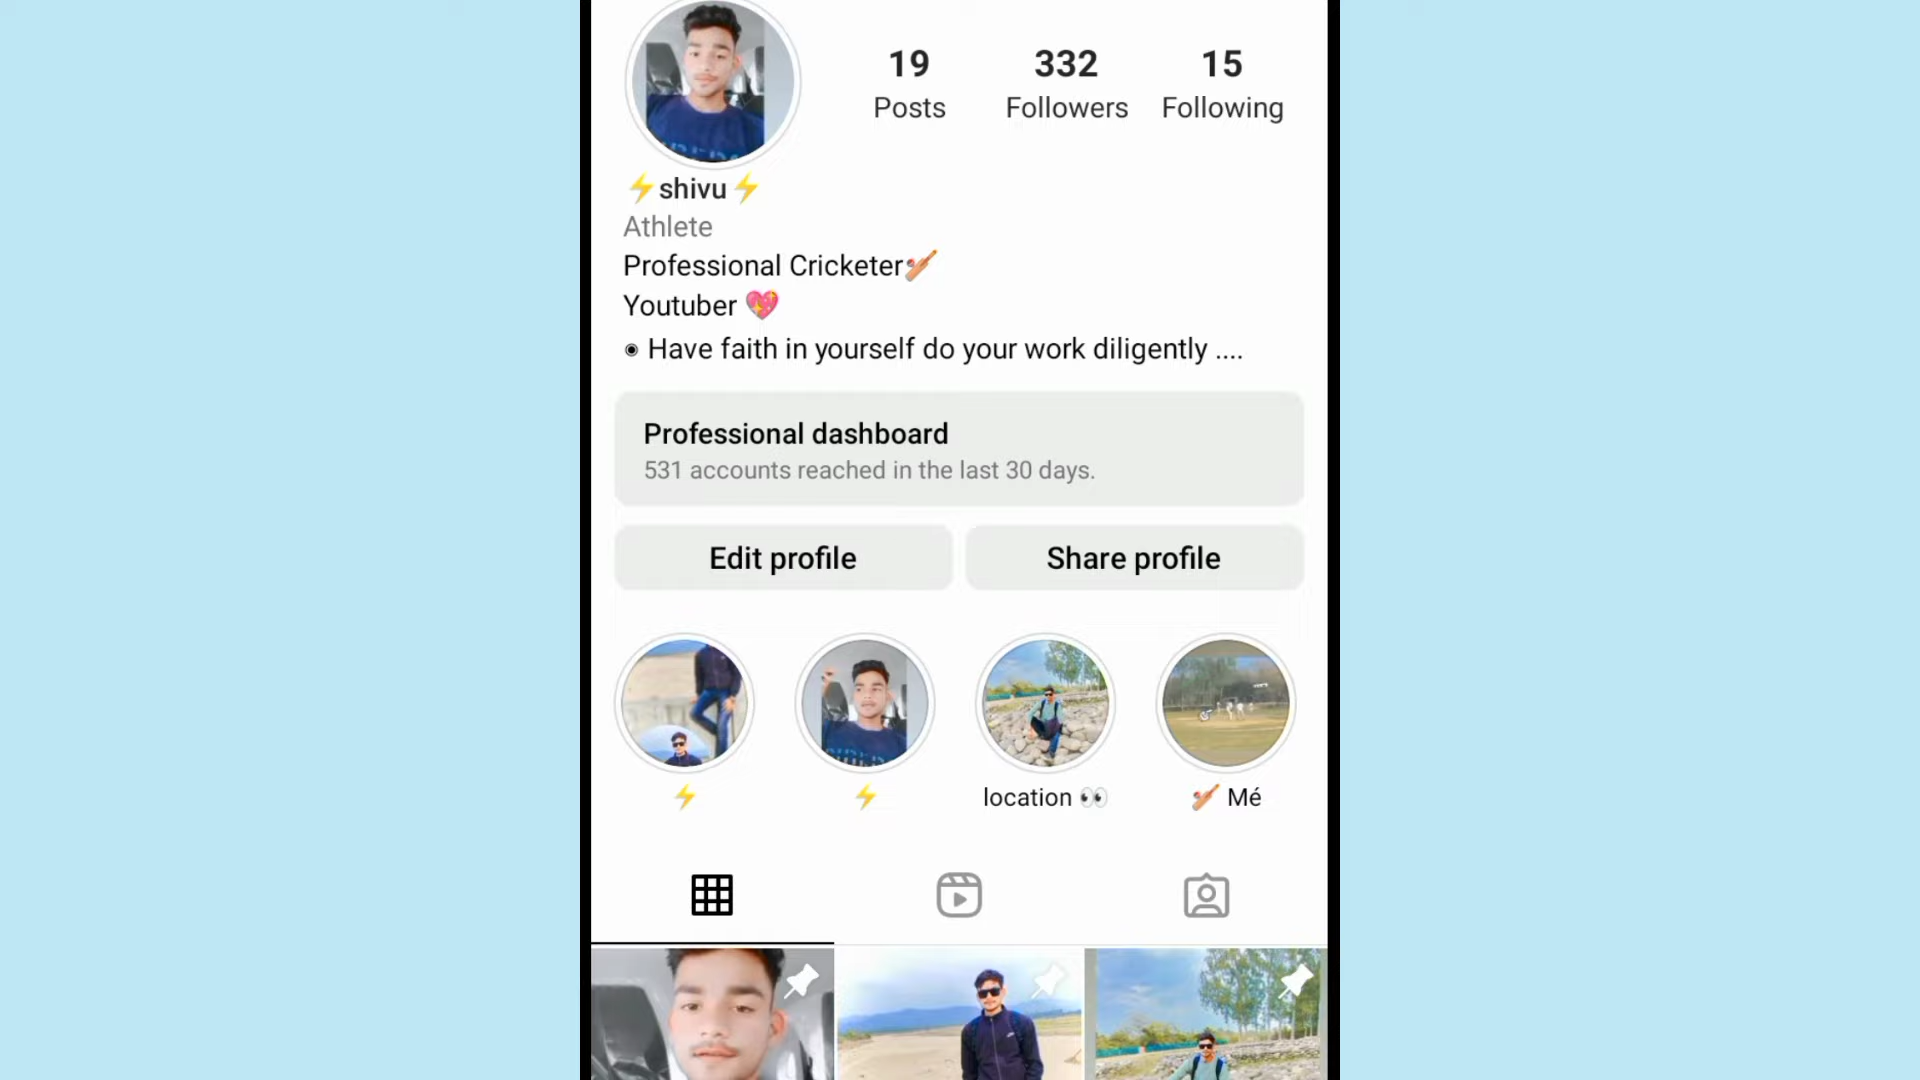 19 332 15
Posts Followers Following
⚡shivu⚡
Athlete
Professional Cricketer🏏
Youtuber 💖
◉ Have faith in yourself do your work diligently ....
Professional dashboard
531 accounts reached in the last 30 days.
Edit profile Share profile
⚡ ⚡ location 👀 🏏 Mé